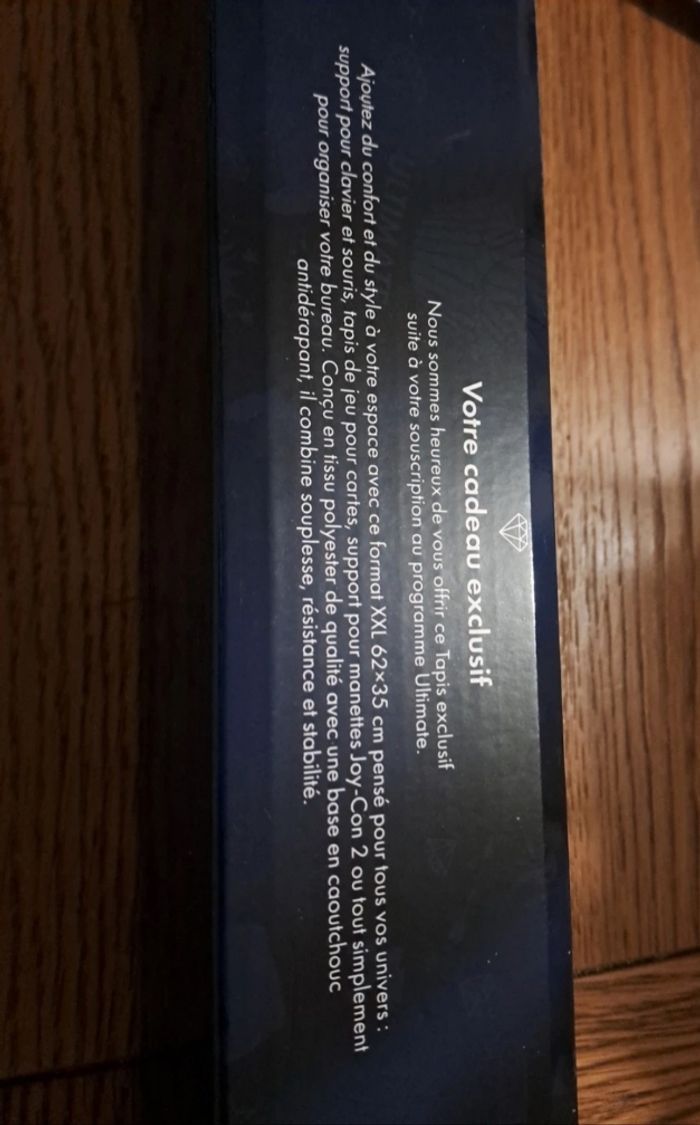 Votre cadeau exclusif
Nous sommes heureux de vous offrir ce Tapis exclusif
suite à votre souscription au programme Ultimate.
Ajoutez du confort et du style à votre espace avec ce format XXL 62×35 cm pensé pour tous vos univers :
support pour clavier et souris, tapis de jeu pour cartes, support pour manettes Joy-Con 2 ou tout simplement
pour organiser votre bureau. Conçu en tissu polyester de qualité avec une base en caoutchouc
antidérapant, il combine souplesse, résistance et stabilité.